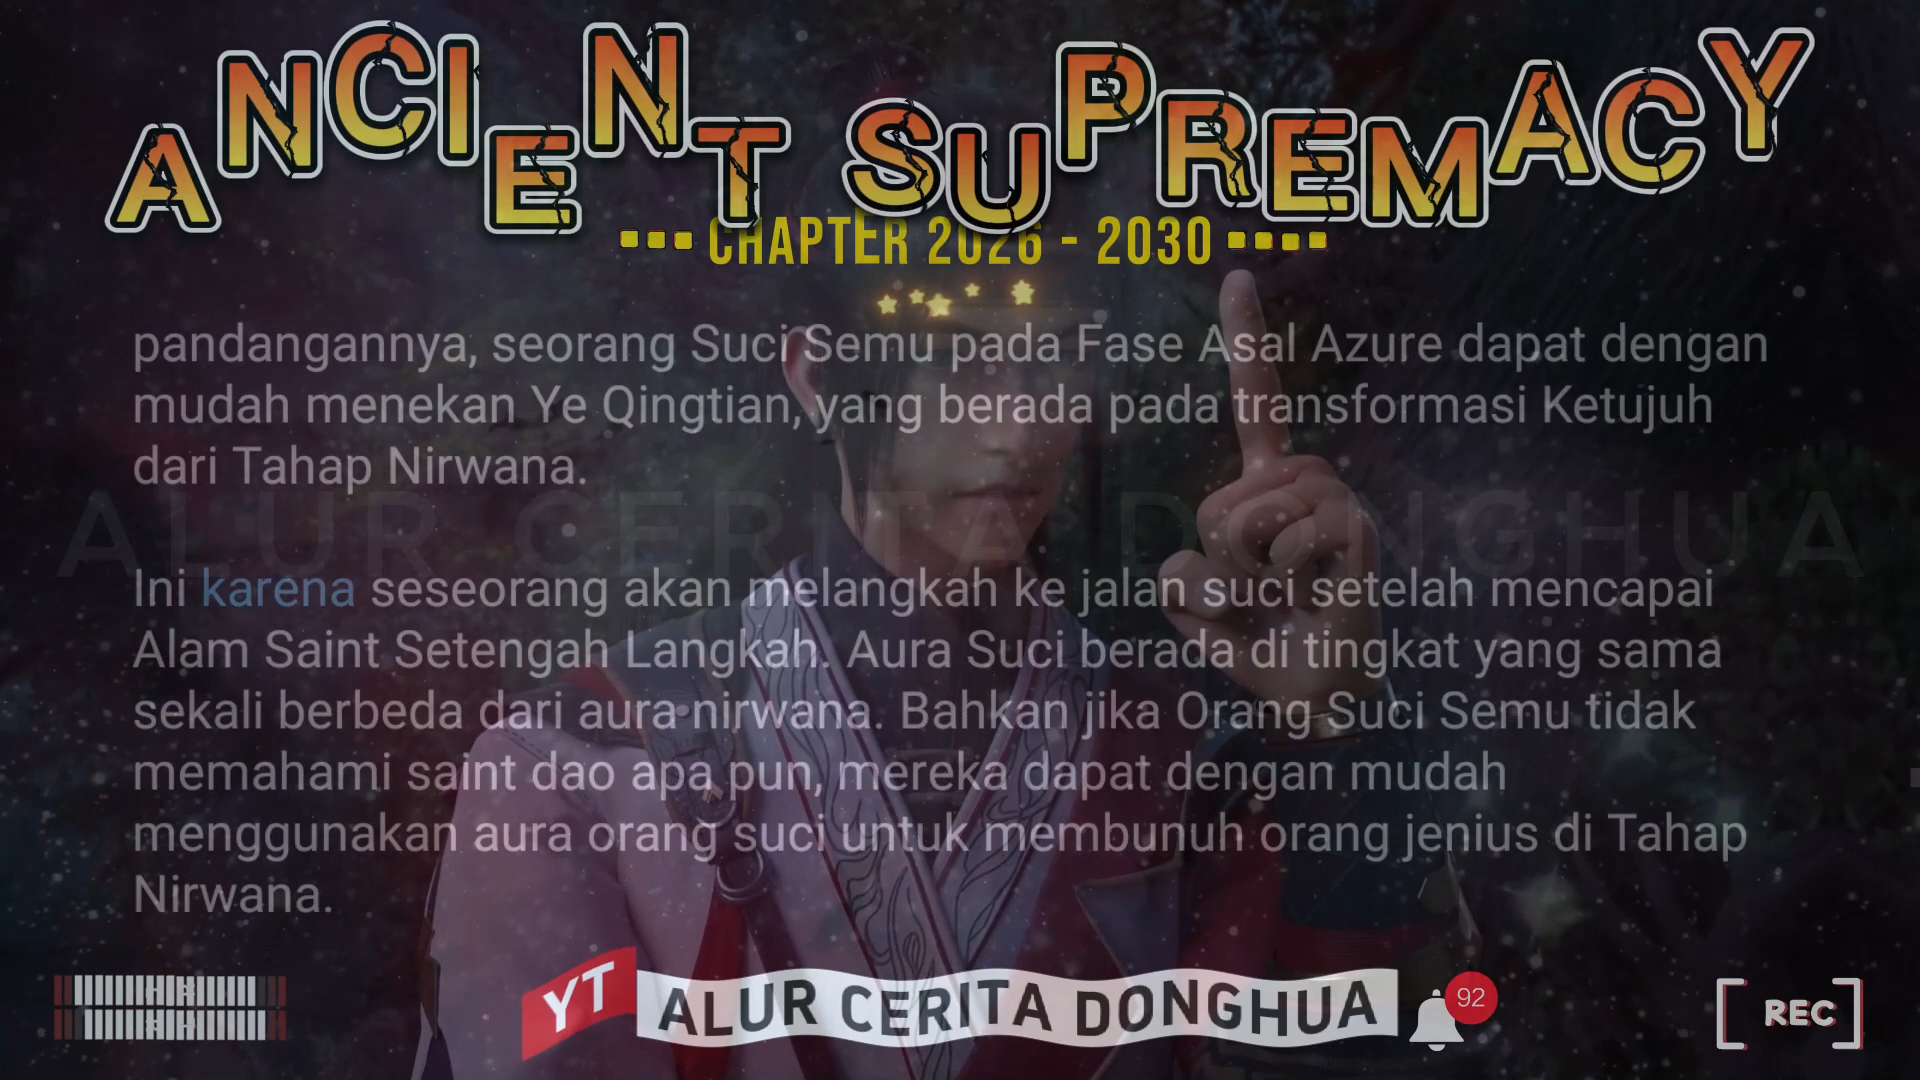 ANCIENT SUPREMACY
CHAPTER 2026 - 2030
pandangannya, seorang Suci Semu pada Fase Asal Azure dapat dengan
mudah menekan Ye Qingtian, yang berada pada transformasi Ketujuh
dari Tahap Nirwana.
ALUR CERITA DONGHUA
Ini karena seseorang akan melangkah ke jalan suci setelah mencapai
Alam Saint Setengah Langkah. Aura Suci berada di tingkat yang sama
sekali berbeda dari aura nirwana. Bahkan jika Orang Suci Semu tidak
memahami saint dao apa pun, mereka dapat dengan mudah
menggunakan aura orang suci untuk membunuh orang jenius di Tahap
Nirwana.
YT ALUR CERITA DONGHUA 92
REC